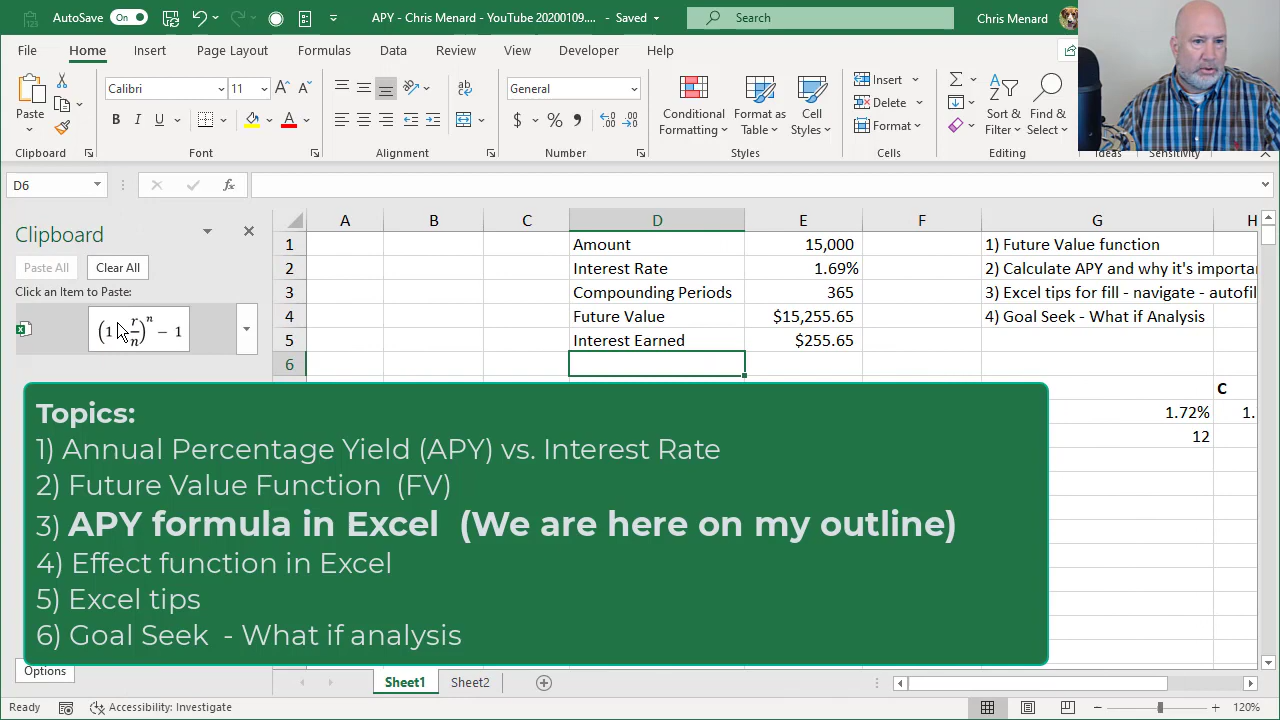 AutoSave On
APY - Chris Menard - YouTube 20200109.... - Saved
Search
Chris Menard
File Home Insert Page Layout Formulas Data Review View Developer Help
Paste
Calibri 11
B I U
General
$ % 9
Conditional Formatting
Format as Table
Cell Styles
Insert
Delete
Format
Sort & Filter
Find & Select
Clipboard Font Alignment Number Styles Cells Editing Ideas Sensitivity
D6 fx
Clipboard
Paste All Clear All
Click an Item to Paste:
(1 r/n)^n − 1
Options
A B C D E F G H
1 Amount 15,000 1) Future Value function
2 Interest Rate 1.69% 2) Calculate APY and why it's importan
3 Compounding Periods 365 3) Excel tips for fill - navigate - autofil
4 Future Value $15,255.65 4) Goal Seek - What if Analysis
5 Interest Earned $255.65
6
C
1.72% 1.
12
Topics:
1) Annual Percentage Yield (APY) vs. Interest Rate
2) Future Value Function (FV)
3) APY formula in Excel (We are here on my outline)
4) Effect function in Excel
5) Excel tips
6) Goal Seek - What if analysis
Sheet1 Sheet2
Ready Accessibility: Investigate 120%